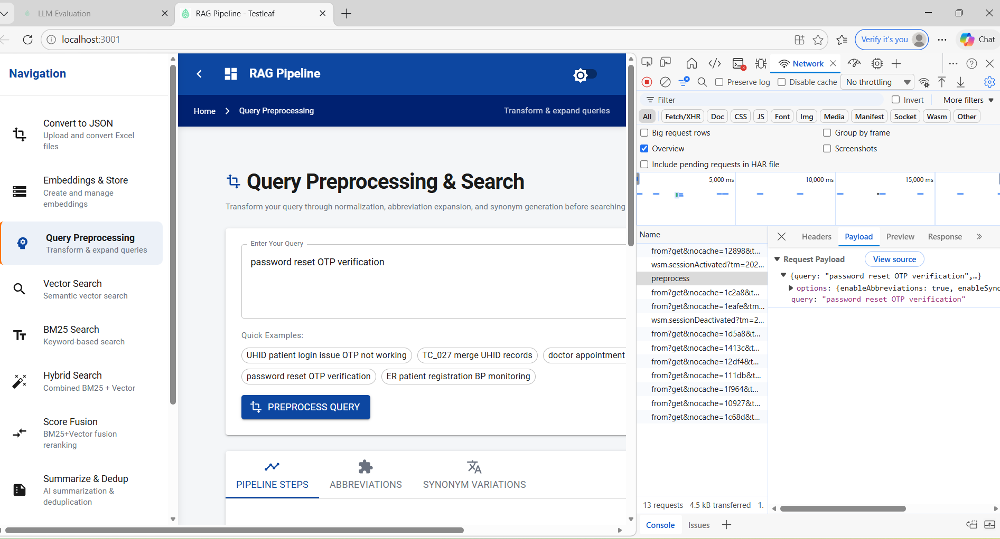 LLM Evaluation
RAG Pipeline - Testleaf
localhost:3001
Verify it's you
Chat
Navigation
Convert to JSON
Upload and convert Excel
files
Embeddings & Store
Create and manage
embeddings
Query Preprocessing
Transform & expand queries
Vector Search
Semantic vector search
BM25 Search
Keyword-based search
Hybrid Search
Combined BM25 + Vector
Score Fusion
BM25+Vector fusion
reranking
Summarize & Dedup
AI summarization &
deduplication
RAG Pipeline
Home > Query Preprocessing
Transform & expand queries
Query Preprocessing & Search
Transform your query through normalization, abbreviation expansion, and synonym generation before searching
Enter Your Query
password reset OTP verification
Quick Examples:
UHID patient login issue OTP not working
TC_027 merge UHID records
doctor appointment
password reset OTP verification
ER patient registration BP monitoring
PREPROCESS QUERY
PIPELINE STEPS
ABBREVIATIONS
SYNONYM VARIATIONS
Network
Preserve log
Disable cache
No throttling
Filter
Invert
More filters
All
Fetch/XHR
Doc
CSS
JS
Font
Img
Media
Manifest
Socket
Wasm
Other
Big request rows
Group by frame
Overview
Screenshots
Include pending requests in HAR file
5,000 ms
10,000 ms
15,000 ms
Name
from?get&nocache=12898&t...
wsm.sessionActivated?tm=202...
preprocess
from?get&nocache=1c2a8&t...
from?get&nocache=1eafe&tm...
wsm.sessionDeactivated?tm=2...
from?get&nocache=1d5a8&t...
from?get&nocache=1413c&t...
from?get&nocache=12df4&t...
from?get&nocache=111db&t...
from?get&nocache=1f964&t...
from?get&nocache=10927&t...
from?get&nocache=1c68d&t...
13 requests
4.5 kB transferred
1.
Headers
Payload
Preview
Response
Request Payload
View source
{query: "password reset OTP verification",…}
options: {enableAbbreviations: true, enableSync
query: "password reset OTP verification"
Console
Issues